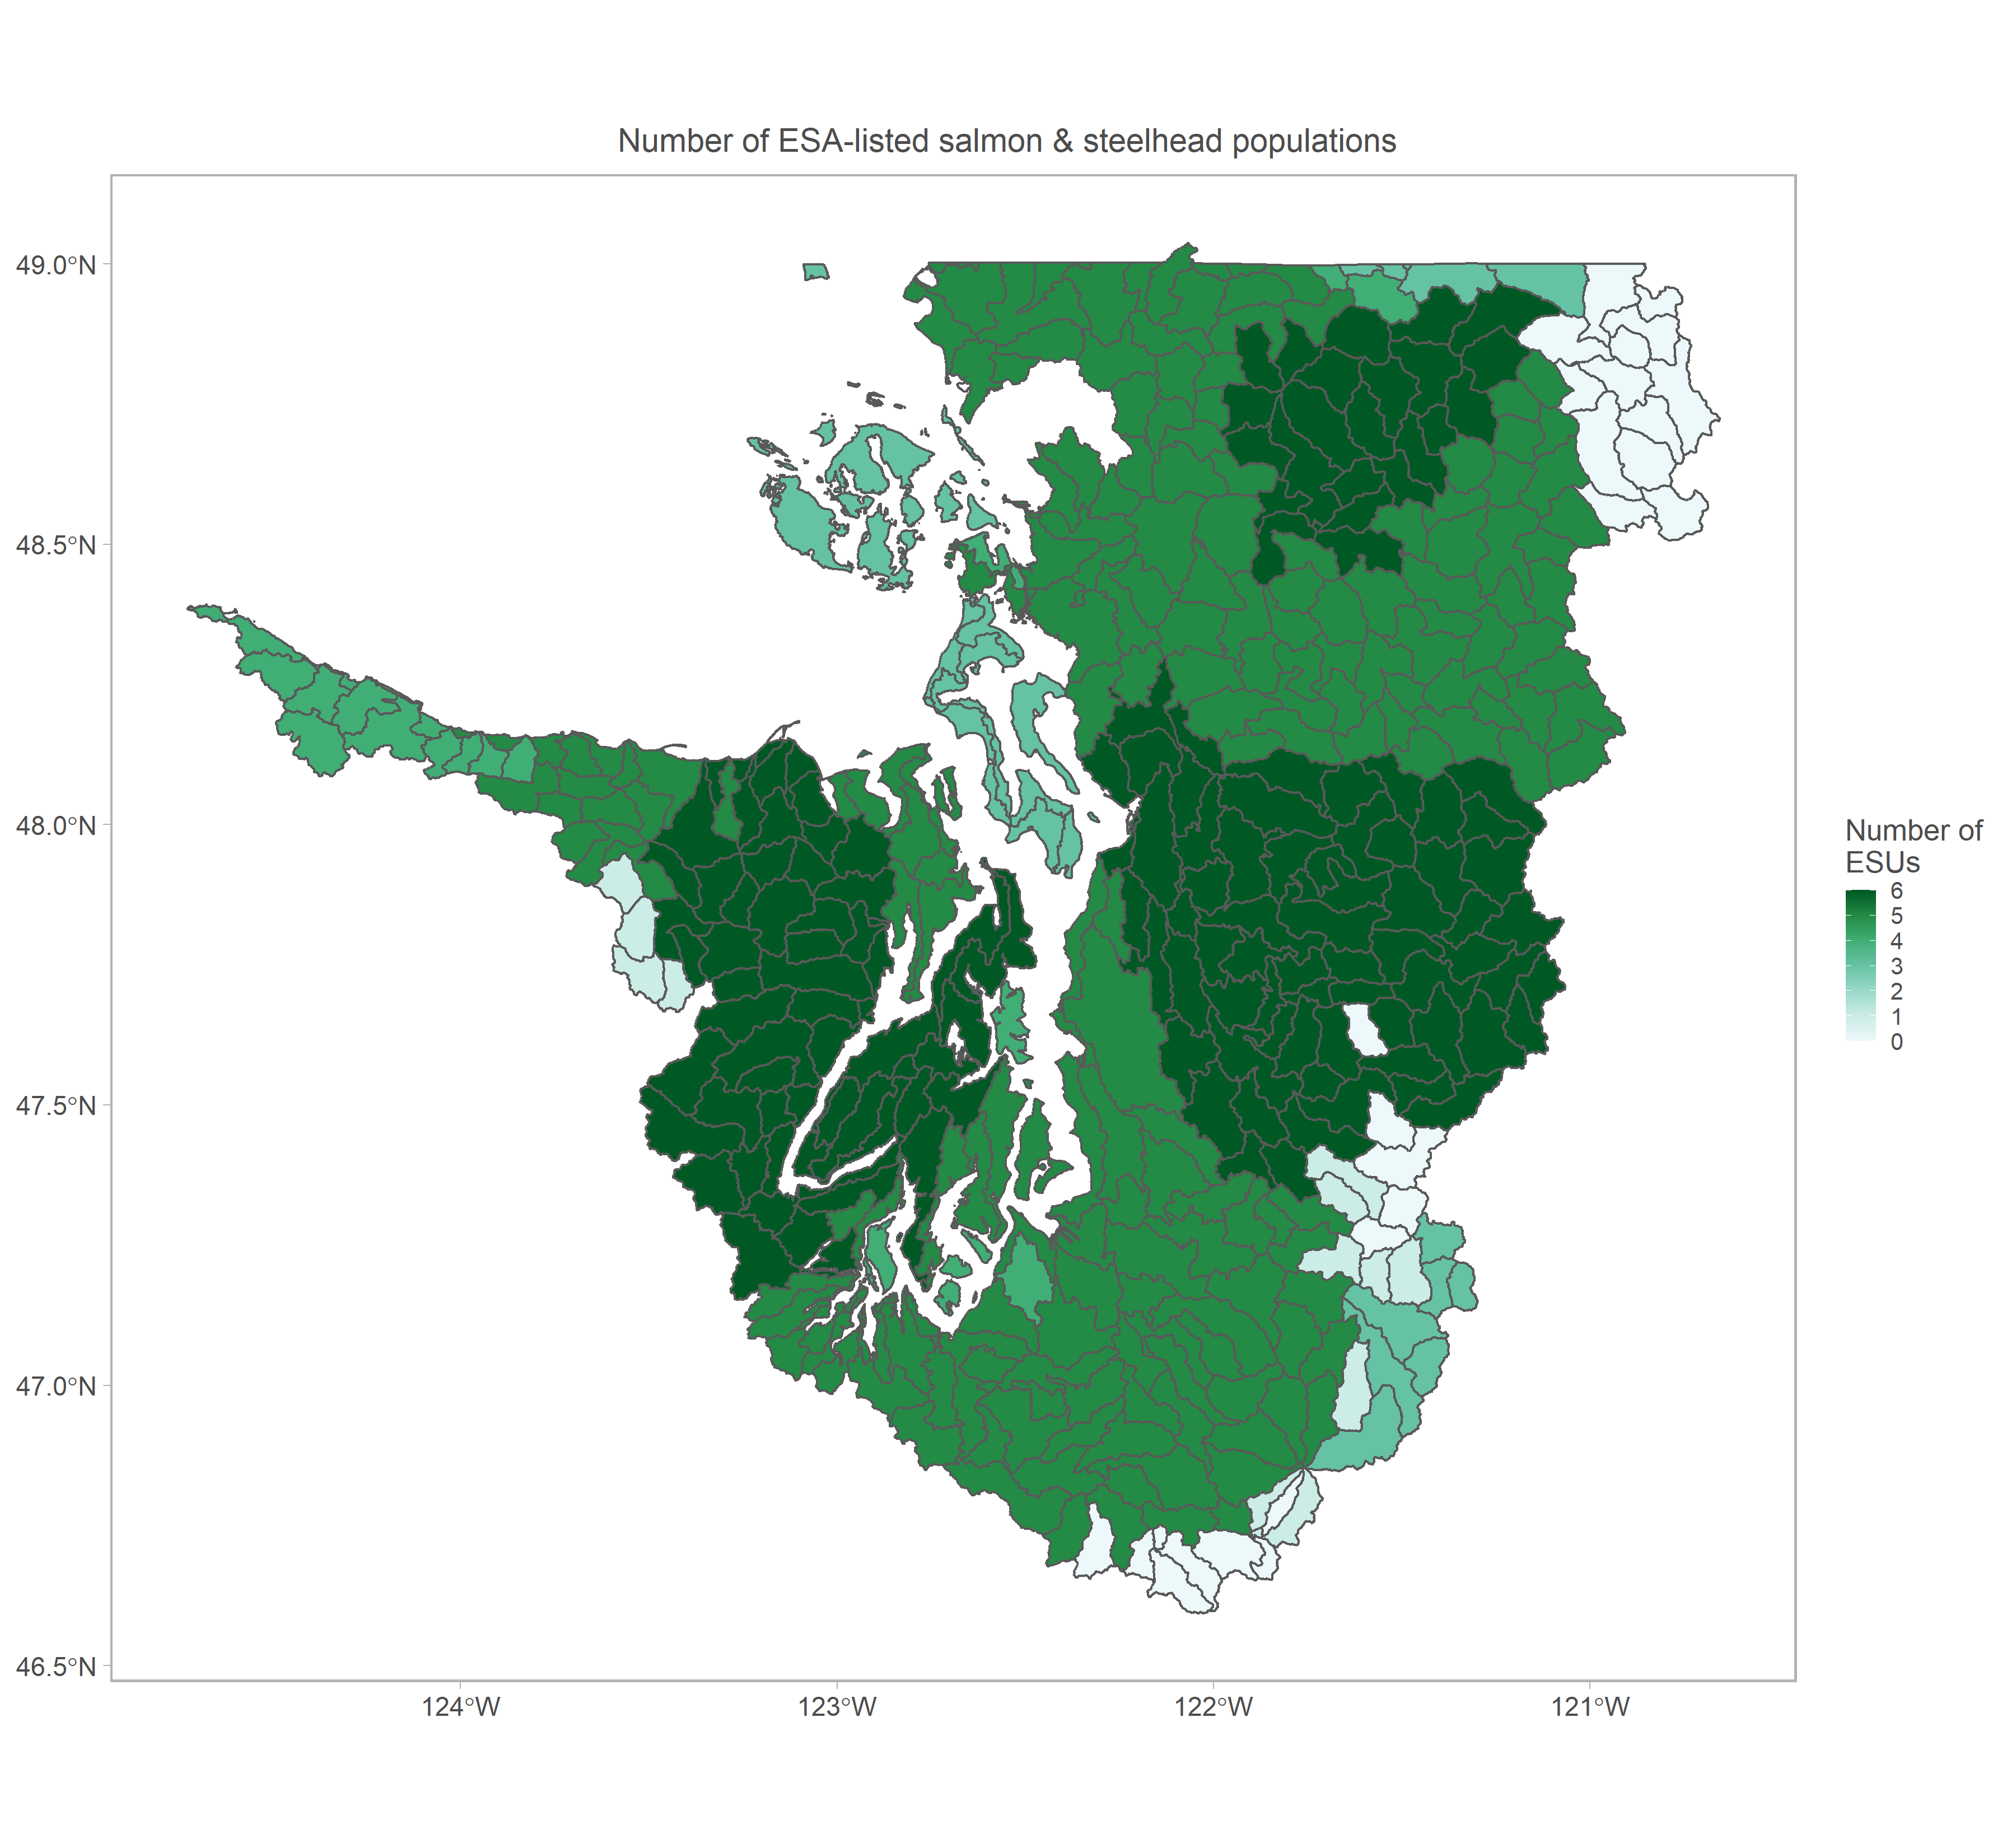 Number of ESA-listed salmon & steelhead populations
49.0°N
48.5°N
48.0°N
47.5°N
47.0°N
46.5°N
124°W
123°W
122°W
121°W
Number of
ESUs
6
5
4
3
2
1
0